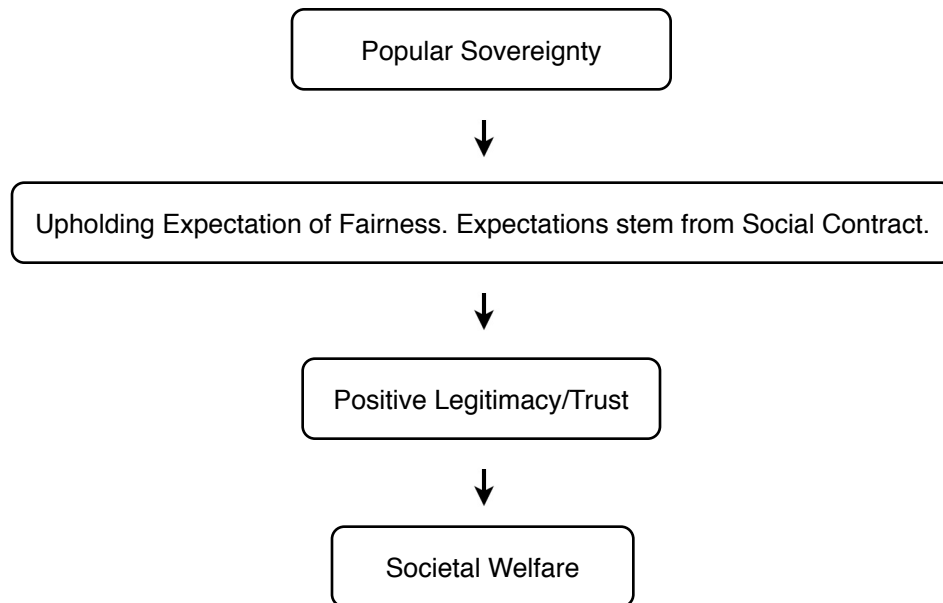 Popular Sovereignty
Upholding Expectation of Fairness. Expectations stem from Social Contract.
Positive Legitimacy/Trust
Societal Welfare